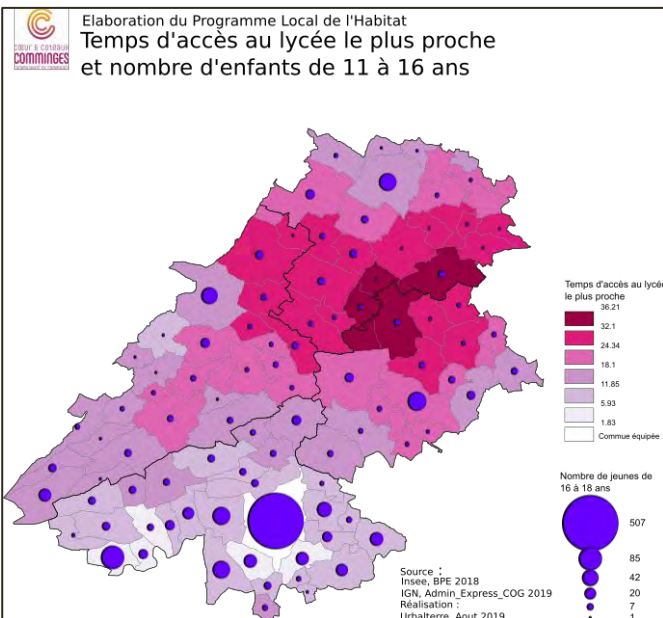 Elaboration du Programme Local de l'Habitat
Temps d'accès au lycée le plus proche
et nombre d'enfants de 11 à 16 ans
cœur & coteaux
COMMINGES
Temps d'accès au lycée
le plus proche
36.21
32.1
24.34
18.1
11.85
5.93
1.83
Commue équipée
Nombre de jeunes de
16 à 18 ans
507
85
42
20
7
1
Source :
Insee, BPE 2018
IGN, Admin_Express_COG 2019
Réalisation :
Urbalterre, Aout 2019